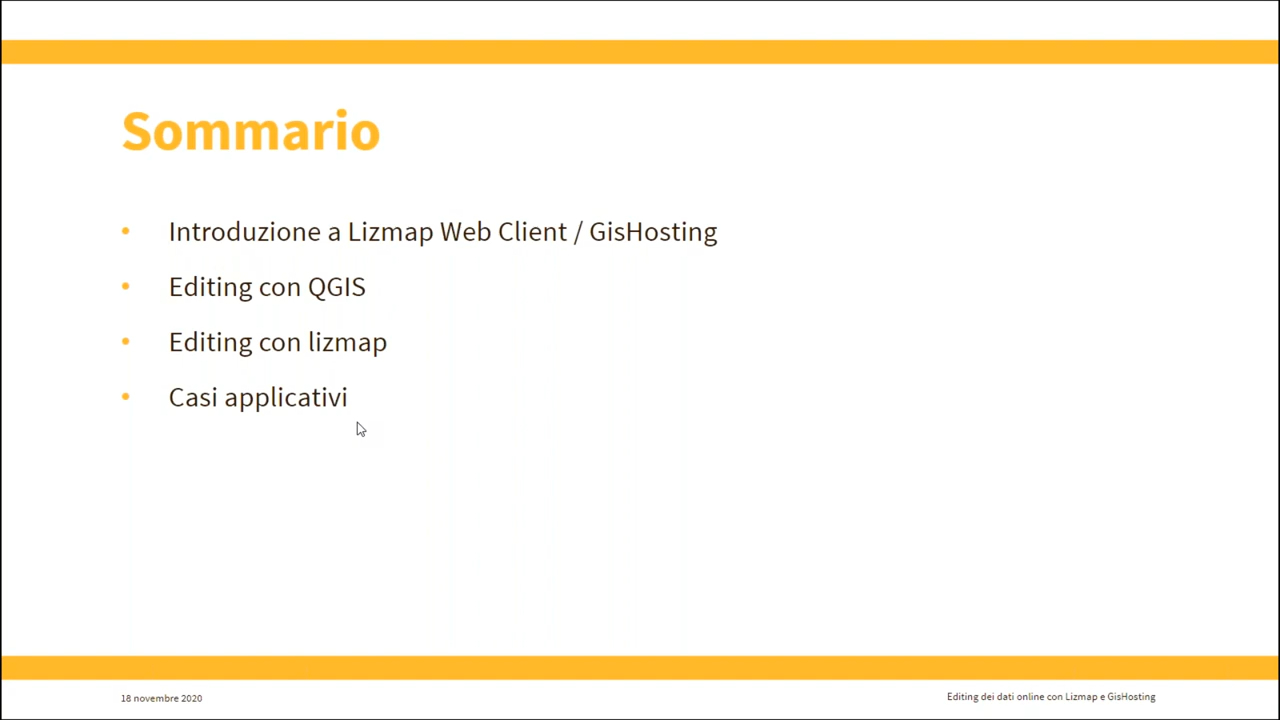 Sommario
• Introduzione a Lizmap Web Client / GisHosting
• Editing con QGIS
• Editing con lizmap
• Casi applicativi
18 novembre 2020
Editing dei dati online con Lizmap e GisHosting